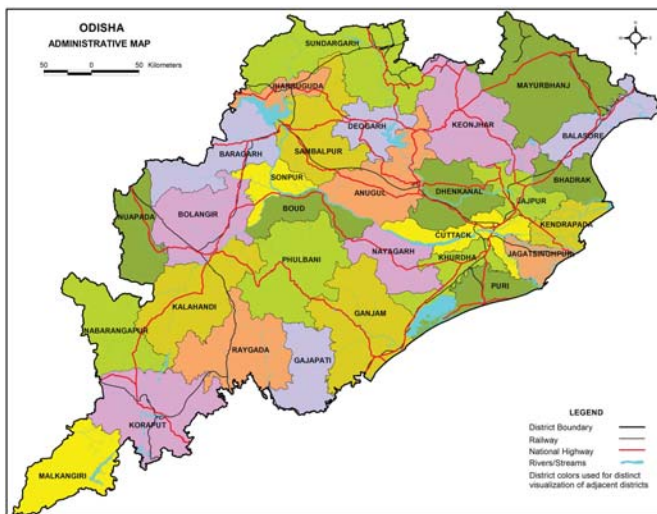 ODISHA
ADMINISTRATIVE MAP
50 0 50 Kilometers
SUNDARGARH
JHARSUGUDA
MAYURBHANJ
DEOGARH
KEONJHAR
BALASORE
BARAGARH
SAMBALPUR
SONPUR
ANUGUL
DHENKANAL
BHADRAK
JAJPUR
NUAPADA
BOLANGIR
BOUD
KENDRAPADA
CUTTACK
NAYAGARH
KHURDHA
JAGATSINGHPUR
PHULBANI
PURI
KALAHANDI
GANJAM
NABARANGAPUR
RAYGADA
GAJAPATI
KORAPUT
MALKANGIRI
LEGEND
District Boundary
Railway
National Highway
Rivers/Streams
District colors used for distinct
visualization of adjacent districts